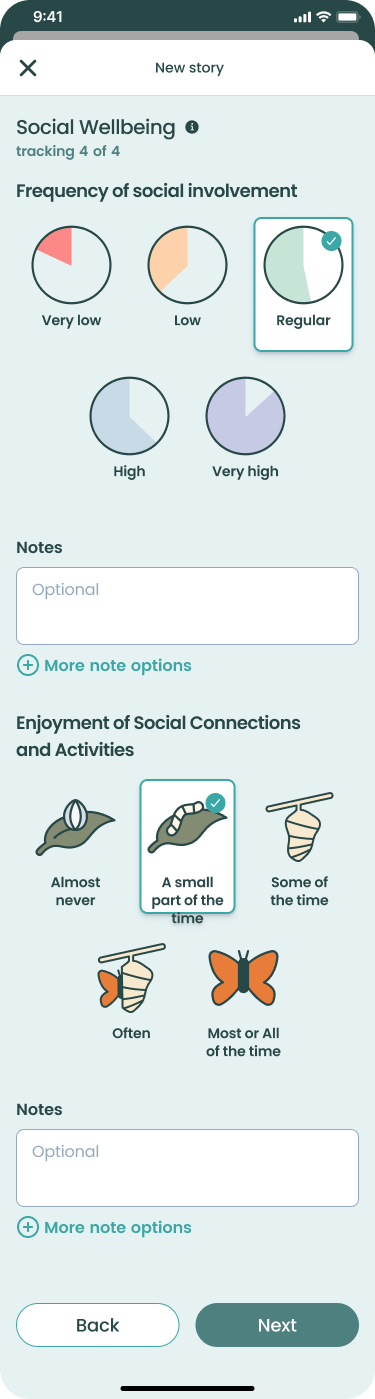 9:41
New story
Social Wellbeing
tracking 4 of 4
Frequency of social involvement
Very low
Low
Regular
High
Very high
Notes
Optional
More note options
Enjoyment of Social Connections
and Activities
Almost
never
A small
part of the
time
Some of
the time
Often
Most or All
of the time
Notes
Optional
More note options
Back
Next